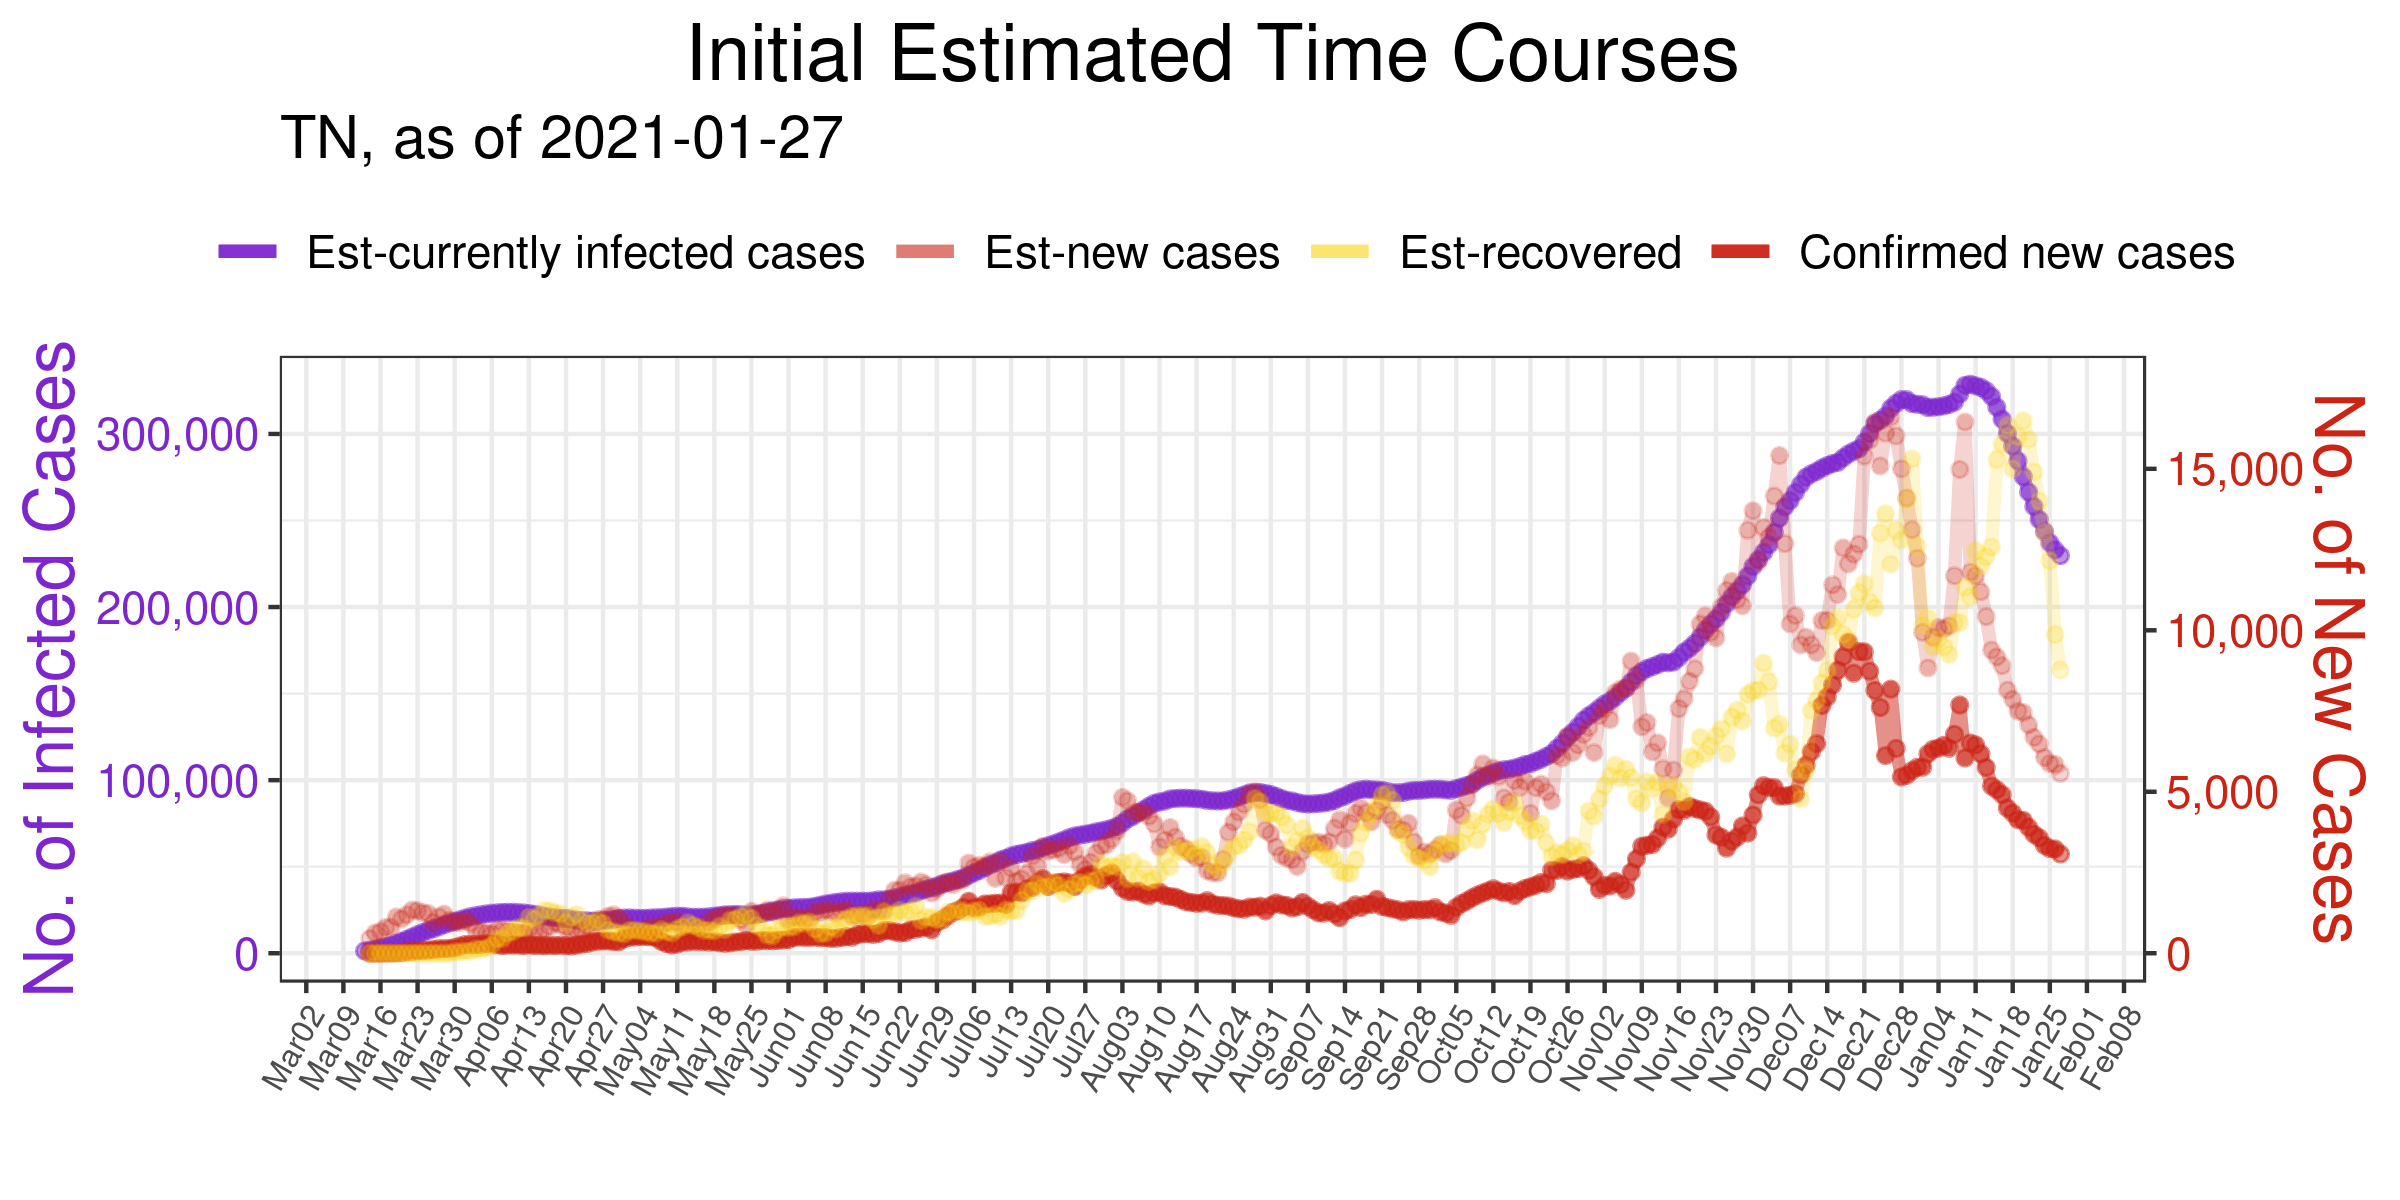 Initial Estimated Time Courses
TN, as of 2021-01-27
Est-currently infected cases
Est-new cases
Est-recovered
Confirmed new cases
No. of Infected Cases
300,000
200,000
100,000
0
15,000
10,000
5,000
0
No. of New Cases
Mar02
Mar09
Mar16
Mar23
Mar30
Apr06
Apr13
Apr20
Apr27
May04
May11
May18
May25
Jun01
Jun08
Jun15
Jun22
Jun29
Jul06
Jul13
Jul20
Jul27
Aug03
Aug10
Aug17
Aug24
Aug31
Sep07
Sep14
Sep21
Sep28
Oct05
Oct12
Oct19
Oct26
Nov02
Nov09
Nov16
Nov23
Nov30
Dec07
Dec14
Dec21
Dec28
Jan04
Jan11
Jan18
Jan25
Feb01
Feb08